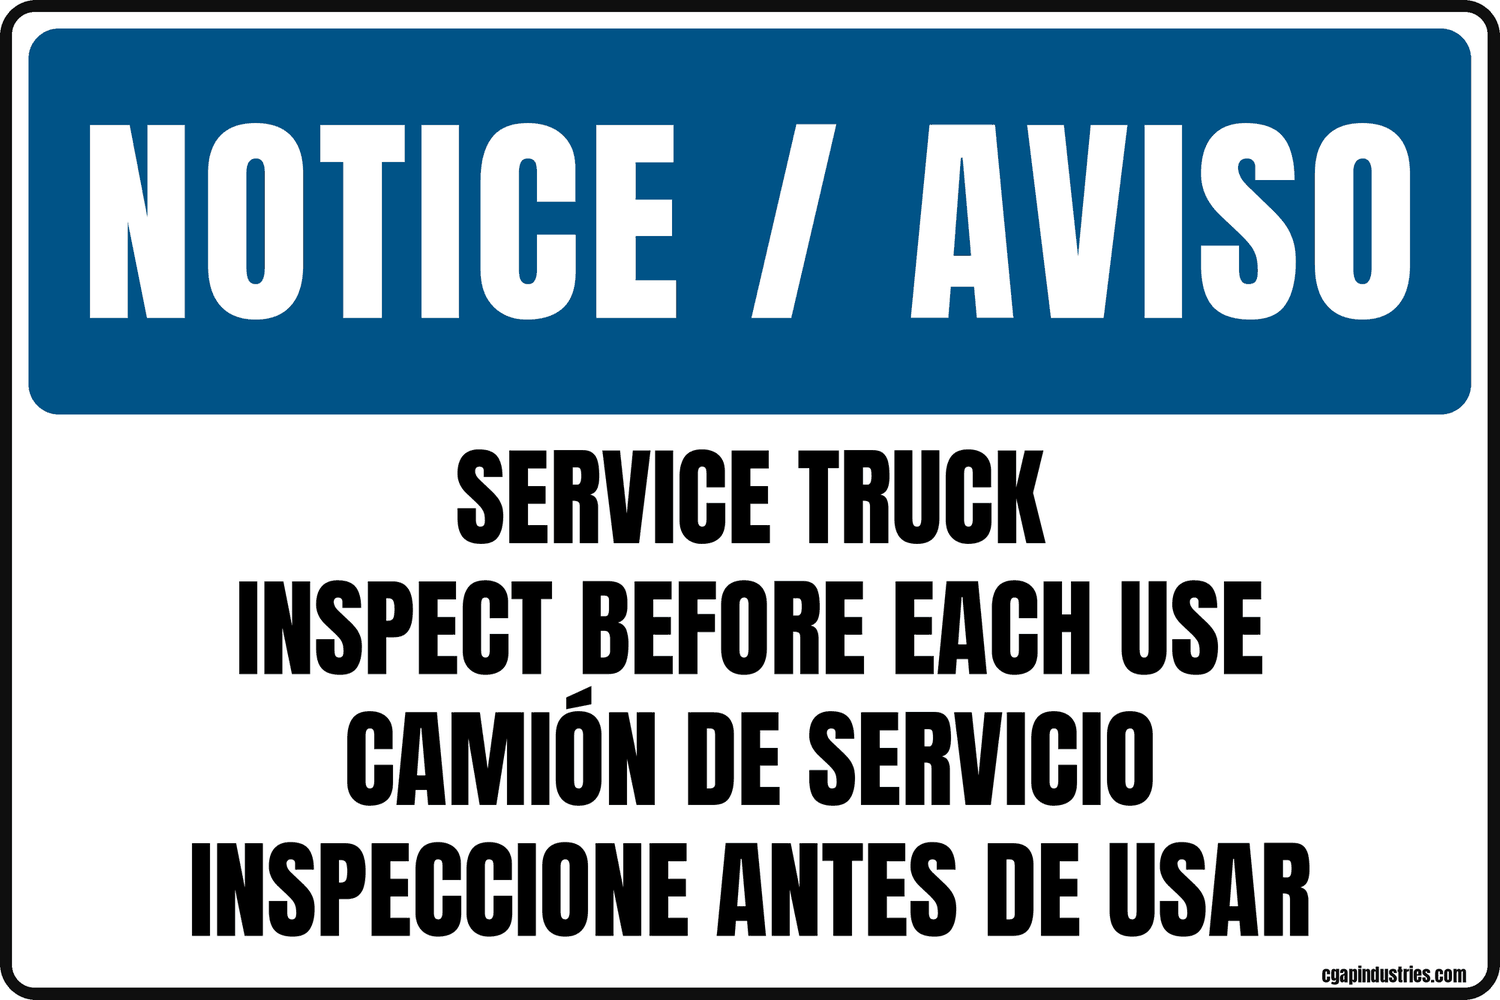 NOTICE / AVISO
SERVICE TRUCK
INSPECT BEFORE EACH USE
CAMIÓN DE SERVICIO
INSPECCIONE ANTES DE USAR
cgapindustries.com